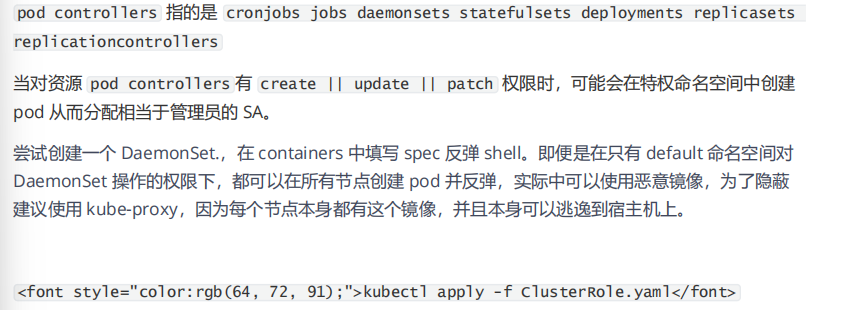 pod controllers 指的是 cronjobs jobs daemonsets statefulsets deployments replicasets
replicationcontrollers
当对资源 pod controllers 有 create || update || patch 权限时，可能会在特权命名空间中创建
pod 从而分配相当于管理员的 SA。
尝试创建一个 DaemonSet.，在 containers 中填写 spec 反弹 shell。即便是在只有 default 命名空间对
DaemonSet 操作的权限下，都可以在所有节点创建 pod 并反弹，实际中可以使用恶意镜像，为了隐蔽
建议使用 kube-proxy，因为每个节点本身都有这个镜像，并且本身可以逃逸到宿主机上。
<font style="color:rgb(64, 72, 91);">kubectl apply -f ClusterRole.yaml</font>